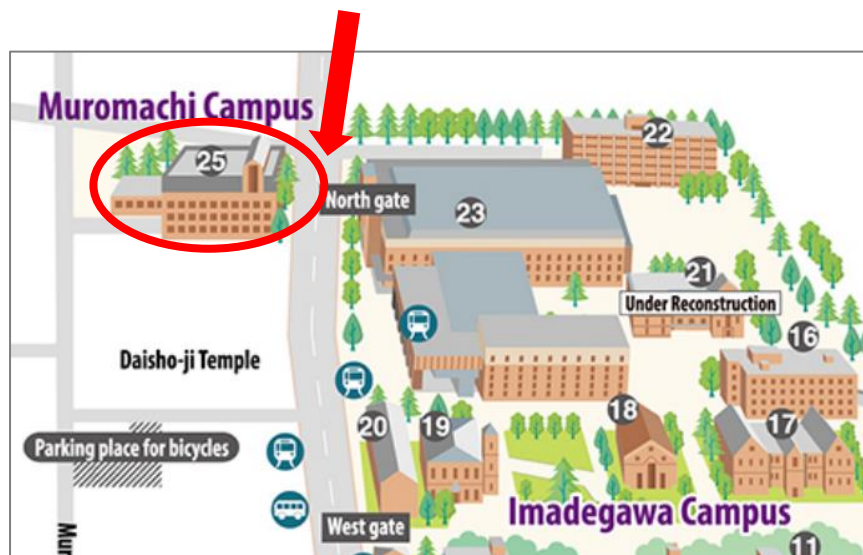 Muromachi Campus
25
22
North gate
23
21
Under Reconstruction
16
Daisho-ji Temple
20
19
18
17
Parking place for bicycles
Imadegawa Campus
West gate
11